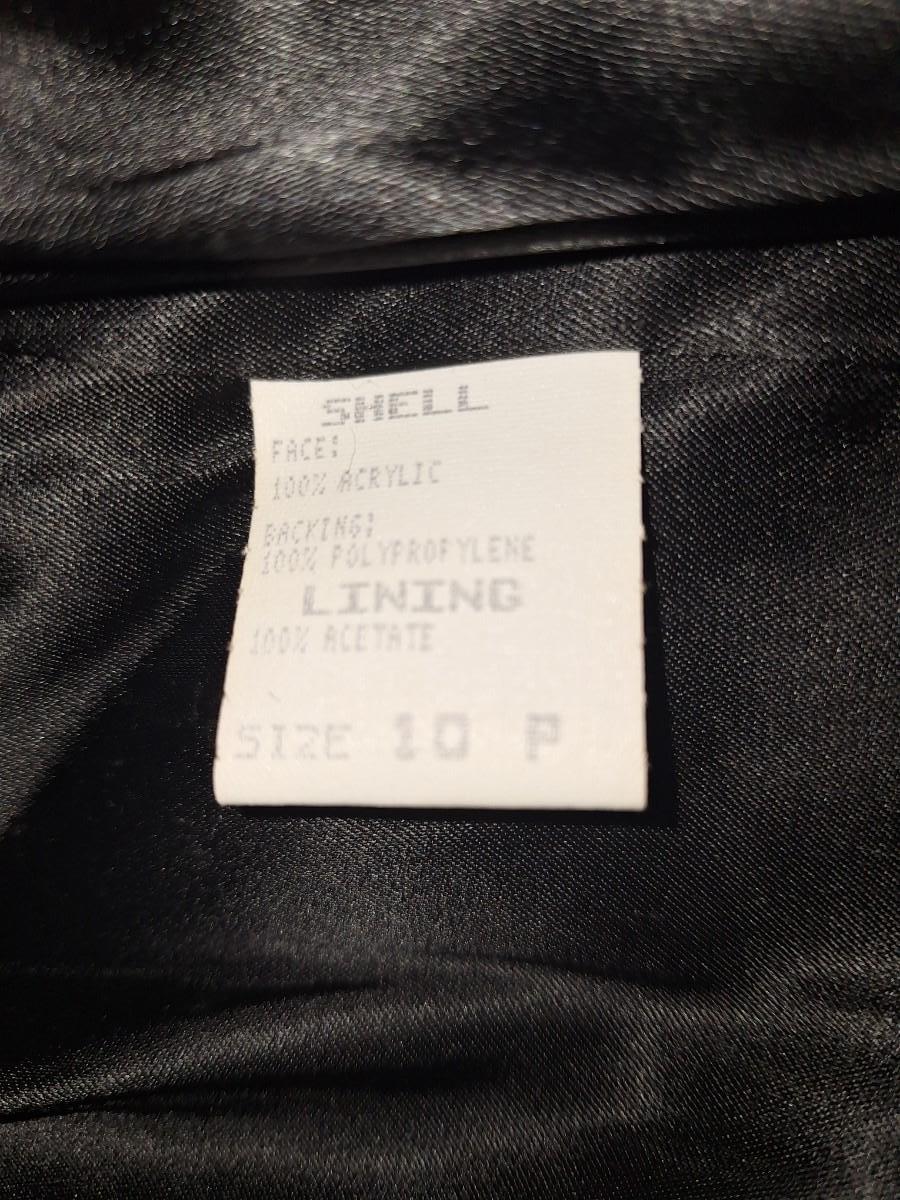 SHELL
FACE:
100% ACRYLIC
BACKING:
100% POLYPROPYLENE
LINING
100% ACETATE
SIZE 10 P